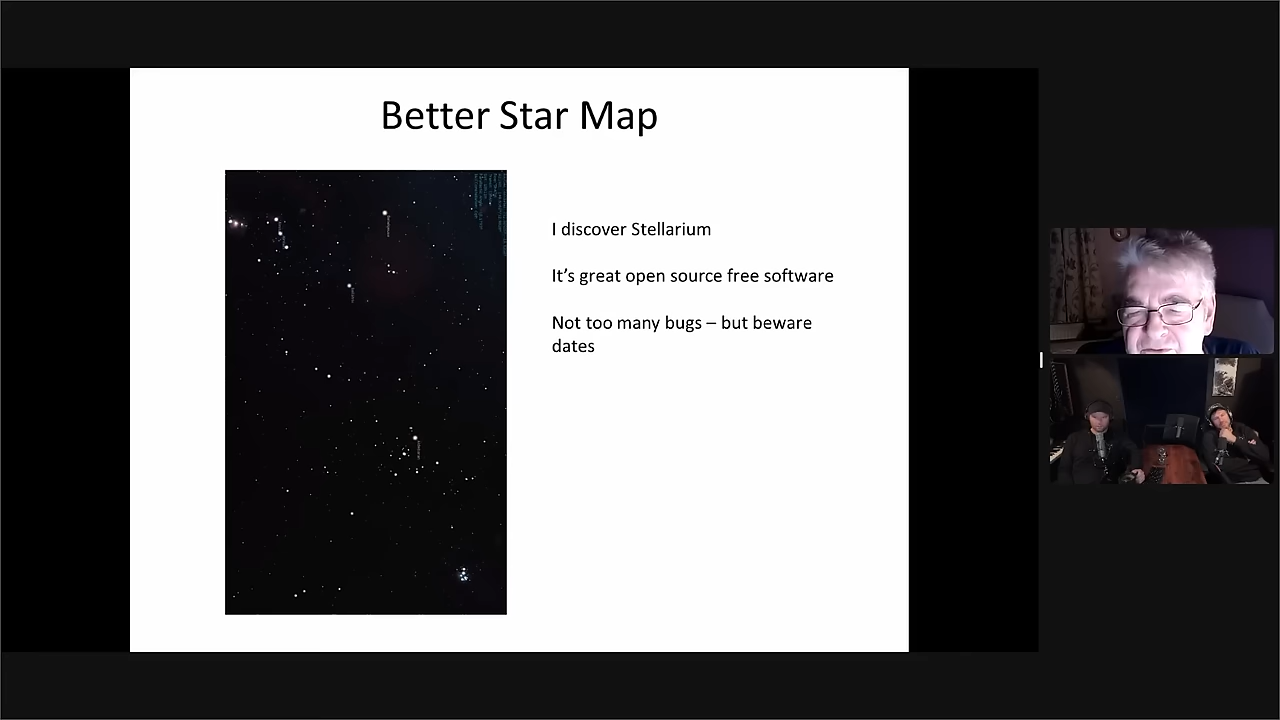 Better Star Map
I discover Stellarium
It’s great open source free software
Not too many bugs – but beware
dates